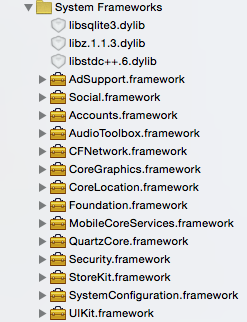 System Frameworks
libsqlite3.dylib
libz.1.1.3.dylib
libstdc++.6.dylib
AdSupport.framework
Social.framework
Accounts.framework
AudioToolbox.framework
CFNetwork.framework
CoreGraphics.framework
CoreLocation.framework
Foundation.framework
MobileCoreServices.framework
QuartzCore.framework
Security.framework
StoreKit.framework
SystemConfiguration.framework
UIKit.framework